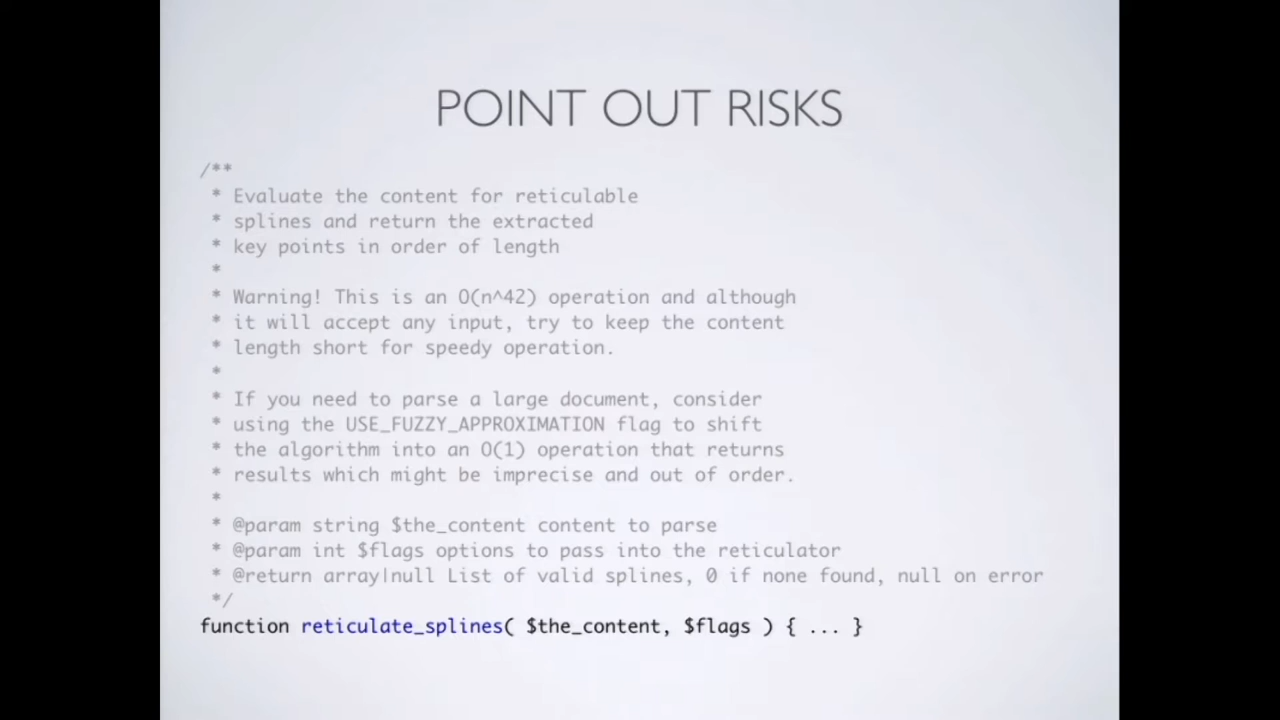 POINT OUT RISKS
/**
* Evaluate the content for reticulable
* splines and return the extracted
* key points in order of length
*
* Warning! This is an O(n^42) operation and although
* it will accept any input, try to keep the content
* length short for speedy operation.
*
* If you need to parse a large document, consider
* using the USE_FUZZY_APPROXIMATION flag to shift
* the algorithm into an O(1) operation that returns
* results which might be imprecise and out of order.
*
* @param string $the_content content to parse
* @param int $flags options to pass into the reticulator
* @return array|null List of valid splines, 0 if none found, null on error
*/
function reticulate_splines( $the_content, $flags ) { ... }